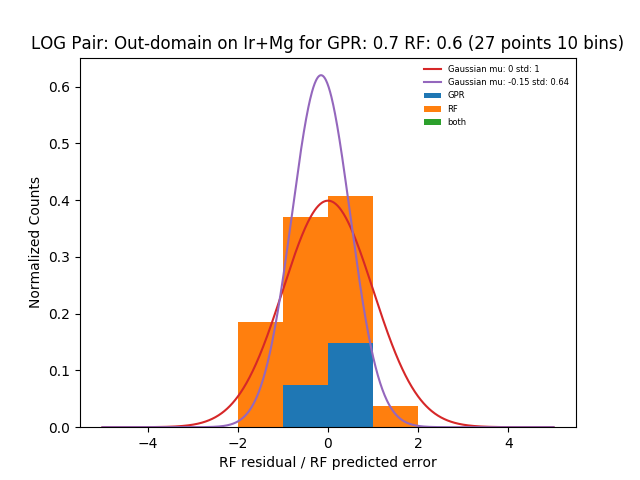 LOG Pair: Out-domain on Ir+Mg for GPR: 0.7 RF: 0.6 (27 points 10 bins)
Gaussian mu: 0 std: 1
Gaussian mu: -0.15 std: 0.64
GPR
RF
both
Normalized Counts
0.6
0.5
0.4
0.3
0.2
0.1
0.0
−4 −2 0 2 4
RF residual / RF predicted error